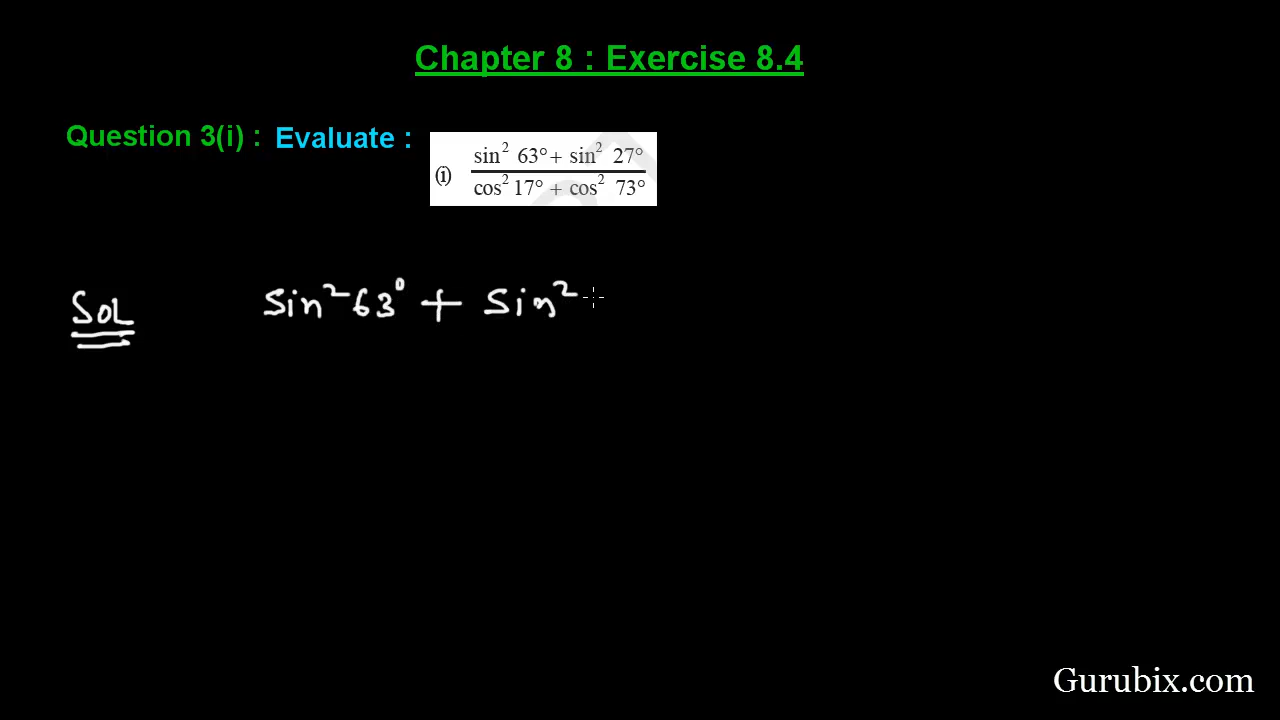 Chapter 8 : Exercise 8.4
Question 3(i) : Evaluate :
(i) sin² 63° + sin² 27°
cos² 17° + cos² 73°
SOL sin² 63° + sin²
Gurubix.com